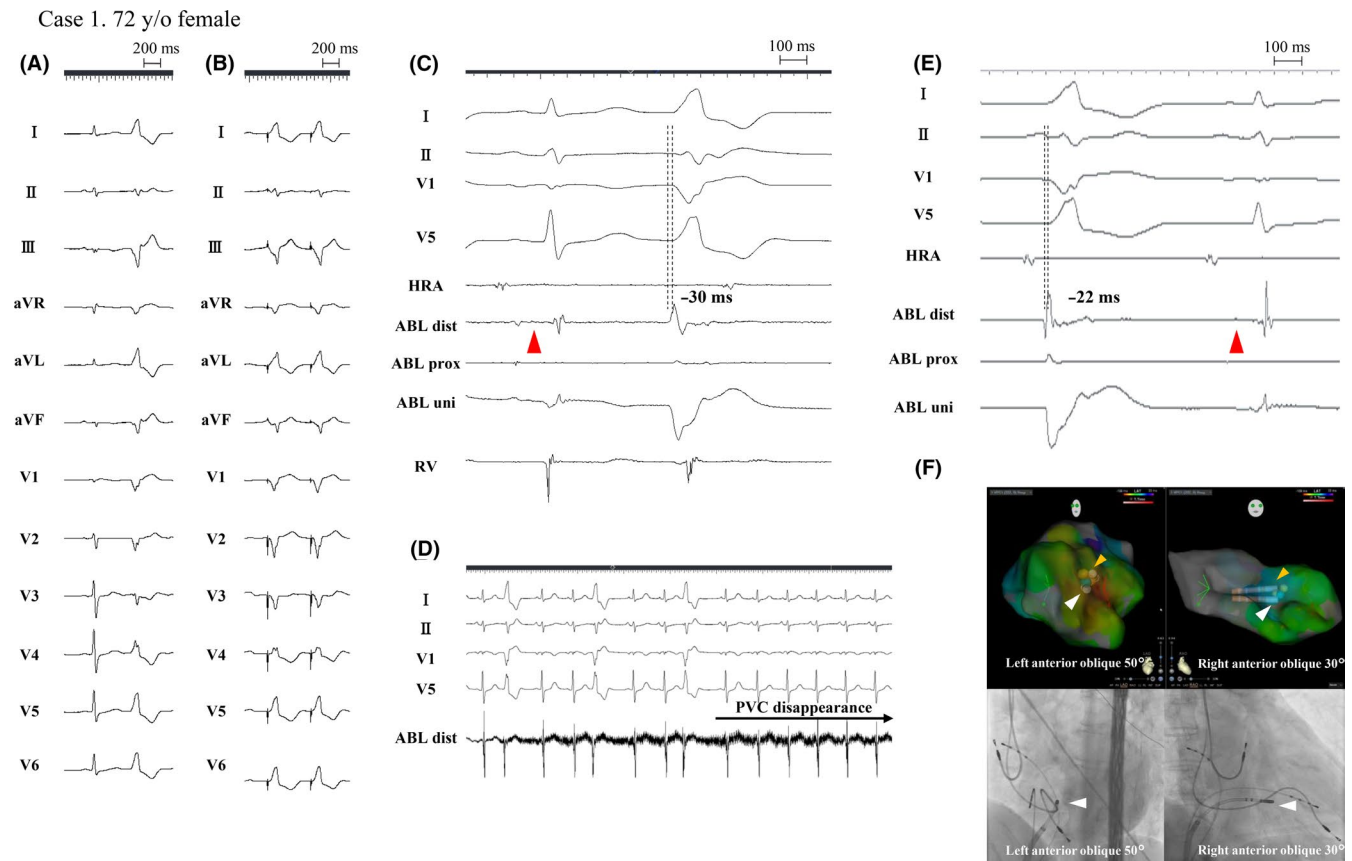 Case 1. 72 y/o female
(A)
200 ms
I
II
III
aVR
aVL
aVF
V1
V2
V3
V4
V5
V6
(B)
200 ms
I
II
III
aVR
aVL
aVF
V1
V2
V3
V4
V5
V6
(C)
100 ms
I
II
V1
V5
HRA
−30 ms
ABL dist
ABL prox
ABL uni
RV
(D)
I
II
V1
V5
PVC disappearance
ABL dist
(E)
100 ms
I
II
V1
V5
HRA
−22 ms
ABL dist
ABL prox
ABL uni
(F)
Left anterior oblique 50°
Right anterior oblique 30°
Left anterior oblique 50°
Right anterior oblique 30°